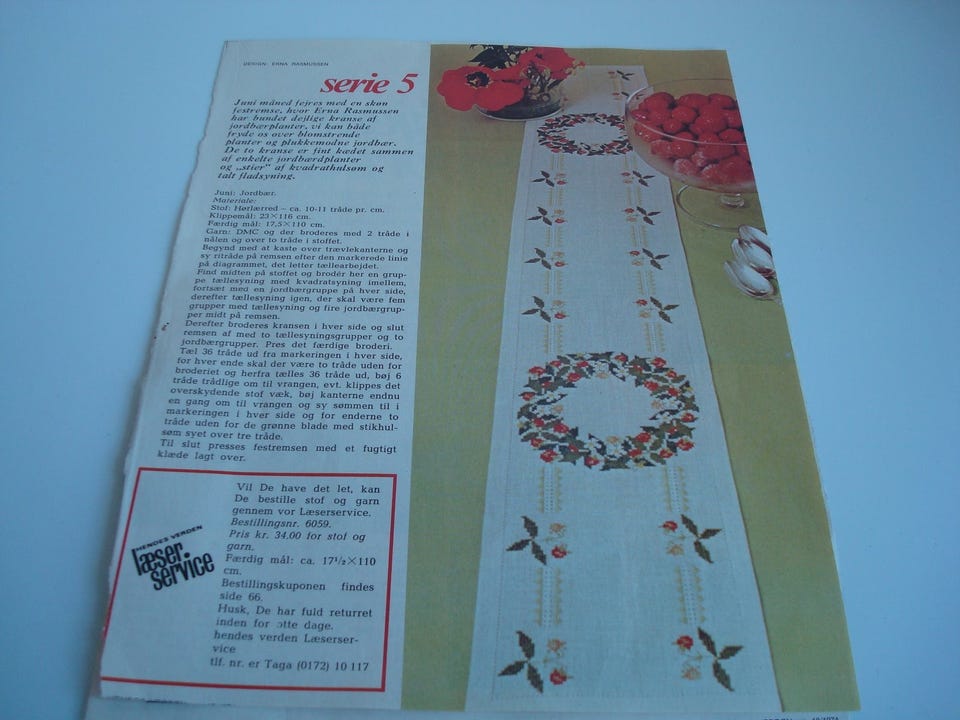 DESIGN: ERNA RASMUSSEN
serie 5
Juni måned fejres med en skøn
festremse, hvor Erna Rasmussen
har bundet dejlige kranse af
jordbærplanter, vi kan både
fryde os over blomstrende
planter og plukkemodne jordbær.
De to kranse er fint kædet sammen
af enkelte jordbærdplanter
og „stier" af kvadrathulsøm og
talt fladsyning.
Juni: Jordbær.
Materiale:
Stof: Hørlærred – ca. 10-11 tråde pr. cm.
Klippemål: 23×116 cm.
Færdig mål: 17,5×110 cm.
Garn: DMC og der broderes med 2 tråde i
nålen og over to tråde i stoffet.
Begynd med at kaste over trævlekanterne og
sy ritråde på remsen efter den markerede linie
på diagrammet, det letter tællearbejdet.
Find midten på stoffet og brodér her en grup-
pe tællesyning med kvadratsyning imellem,
fortsæt med en jordbærgruppe på hver side,
derefter tællesyning igen, der skal være fem
grupper med tællesyning og fire jordbærgrup-
per midt på remsen.
Derefter broderes kransen i hver side og slut
remsen af med to tællesyningsgrupper og to
jordbærgrupper. Pres det færdige broderi.
Tæl 36 tråde ud fra markeringen i hver side,
for hver ende skal der være to tråde uden for
broderiet og herfra tælles 36 tråde ud, bøj 6
tråde trådlige om til vrangen, evt. klippes det
overskydende stof væk, bøj kanterne endnu
en gang om til vrangen og sy sømmen til i
markeringen i hver side og for enderne to
tråde uden for de grønne blade med stikhul-
søm syet over tre tråde.
Til slut presses festremsen med et fugtigt
klæde lagt over.
HENDES VERDEN
læser
service
Vil De have det let, kan
De bestille stof og garn
gennem vor Læserservice.
Bestillingsnr. 6059.
Pris kr. 34.00 for stof og
garn.
Færdig mål: ca. 17½×110
cm.
Bestillingskuponen findes
side 66.
Husk, De har fuld returret
inden for otte dage.
hendes verden Læserser-
vice
tlf. nr. er Taga (0172) 10 117